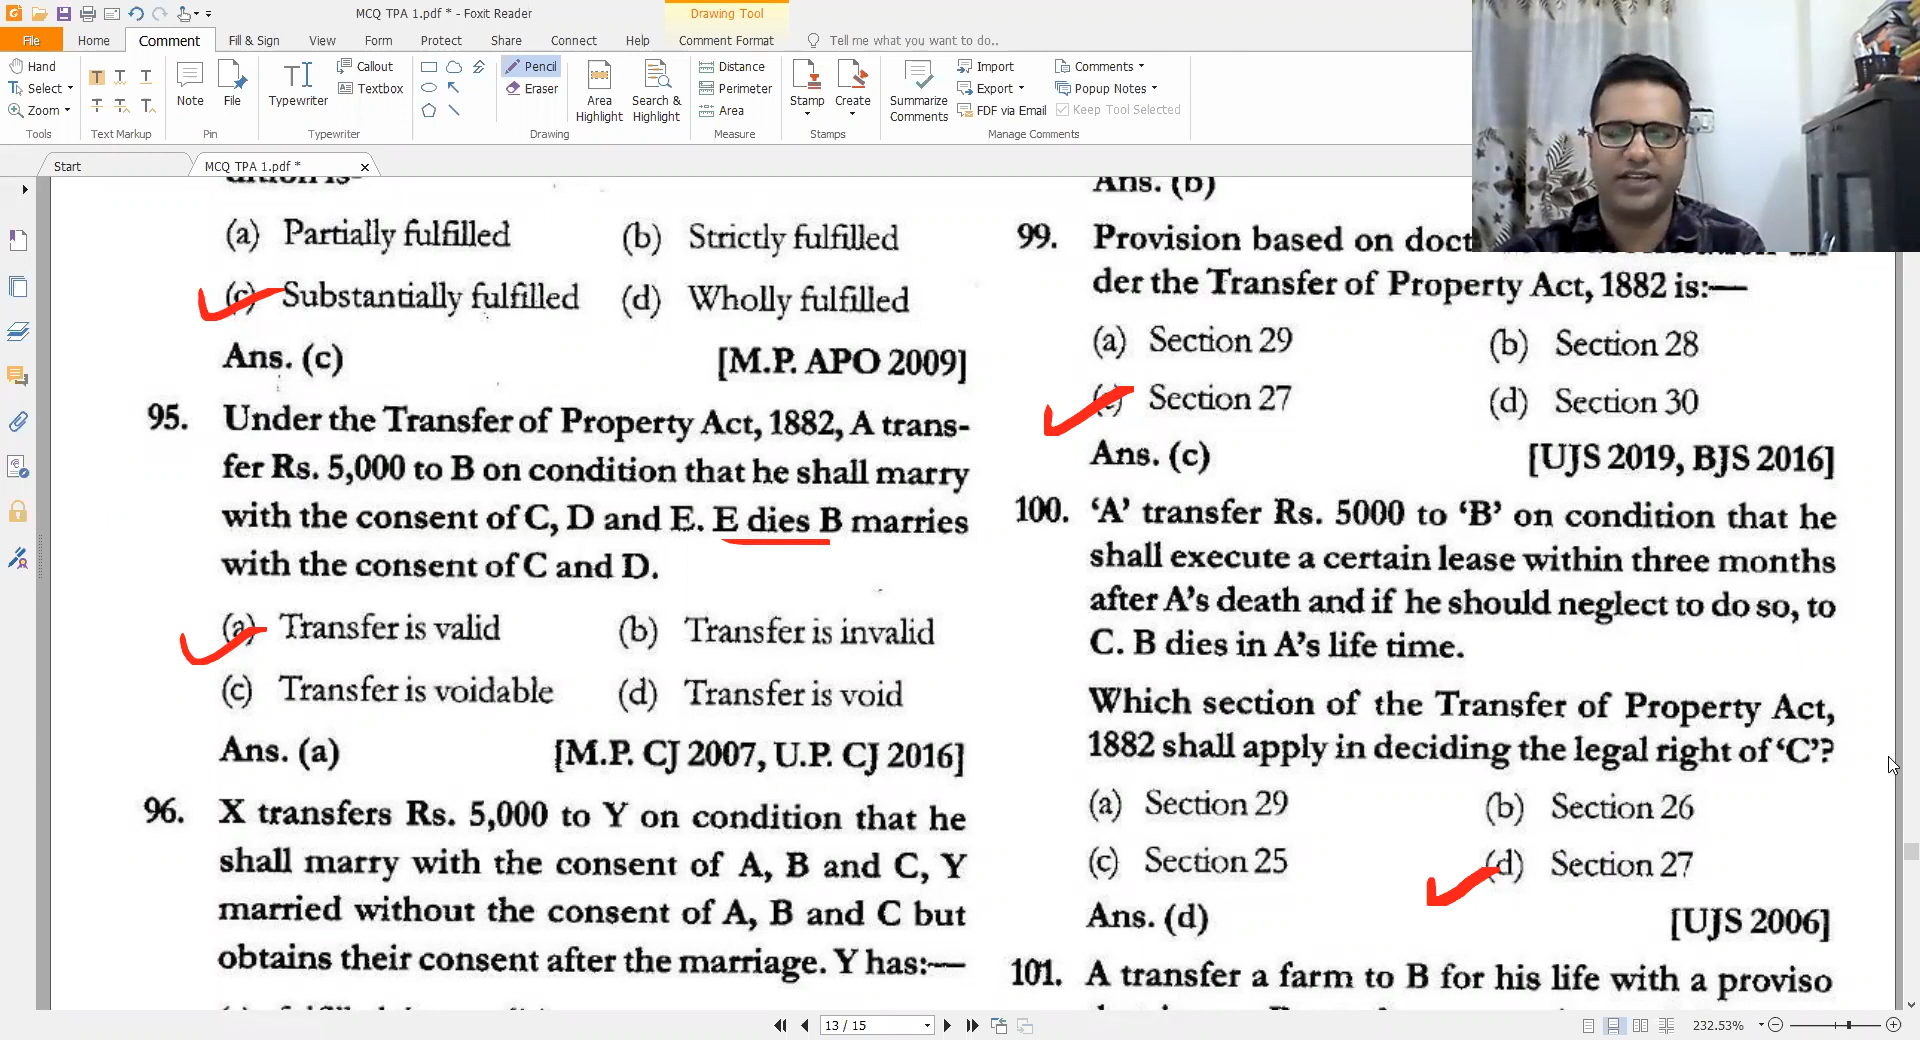 MCQ TPA 1.pdf * - Foxit Reader
Drawing Tool
File Home Comment Fill & Sign View Form Protect Share Connect Help Comment Format Tell me what you want to do..
Hand
Select
Zoom
Tools
Text Markup
Note
File
Pin
Typewriter
Callout
Textbox
Typewriter
Pencil
Eraser
Drawing
Area Highlight
Search & Highlight
Distance
Perimeter
Area
Measure
Stamp
Create
Stamps
Summarize Comments
Import
Export
FDF via Email
Comments
Popup Notes
Keep Tool Selected
Manage Comments
Start
MCQ TPA 1.pdf *
(a) Partially fulfilled (b) Strictly fulfilled
(c) Substantially fulfilled (d) Wholly fulfilled
Ans. (c) [M.P. APO 2009]
95. Under the Transfer of Property Act, 1882, A trans-
fer Rs. 5,000 to B on condition that he shall marry
with the consent of C, D and E. E dies B marries
with the consent of C and D.
(a) Transfer is valid (b) Transfer is invalid
(c) Transfer is voidable (d) Transfer is void
Ans. (a) [M.P. CJ 2007, U.P. CJ 2016]
96. X transfers Rs. 5,000 to Y on condition that he
shall marry with the consent of A, B and C, Y
married without the consent of A, B and C but
obtains their consent after the marriage. Y has:—
Ans. (b)
99. Provision based on doct
der the Transfer of Property Act, 1882 is:—
(a) Section 29 (b) Section 28
(c) Section 27 (d) Section 30
Ans. (c) [UJS 2019, BJS 2016]
100. ‘A’ transfer Rs. 5000 to ‘B’ on condition that he
shall execute a certain lease within three months
after A’s death and if he should neglect to do so, to
C. B dies in A’s life time.
Which section of the Transfer of Property Act,
1882 shall apply in deciding the legal right of ‘C’?
(a) Section 29 (b) Section 26
(c) Section 25 (d) Section 27
Ans. (d) [UJS 2006]
101. A transfer a farm to B for his life with a proviso
13 / 15
232.53%